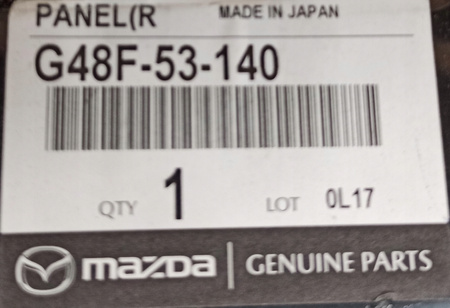 PANEL(R MADE IN JAPAN
G48F-53-140
QTY 1 LOT 0L17
mazda GENUINE PARTS